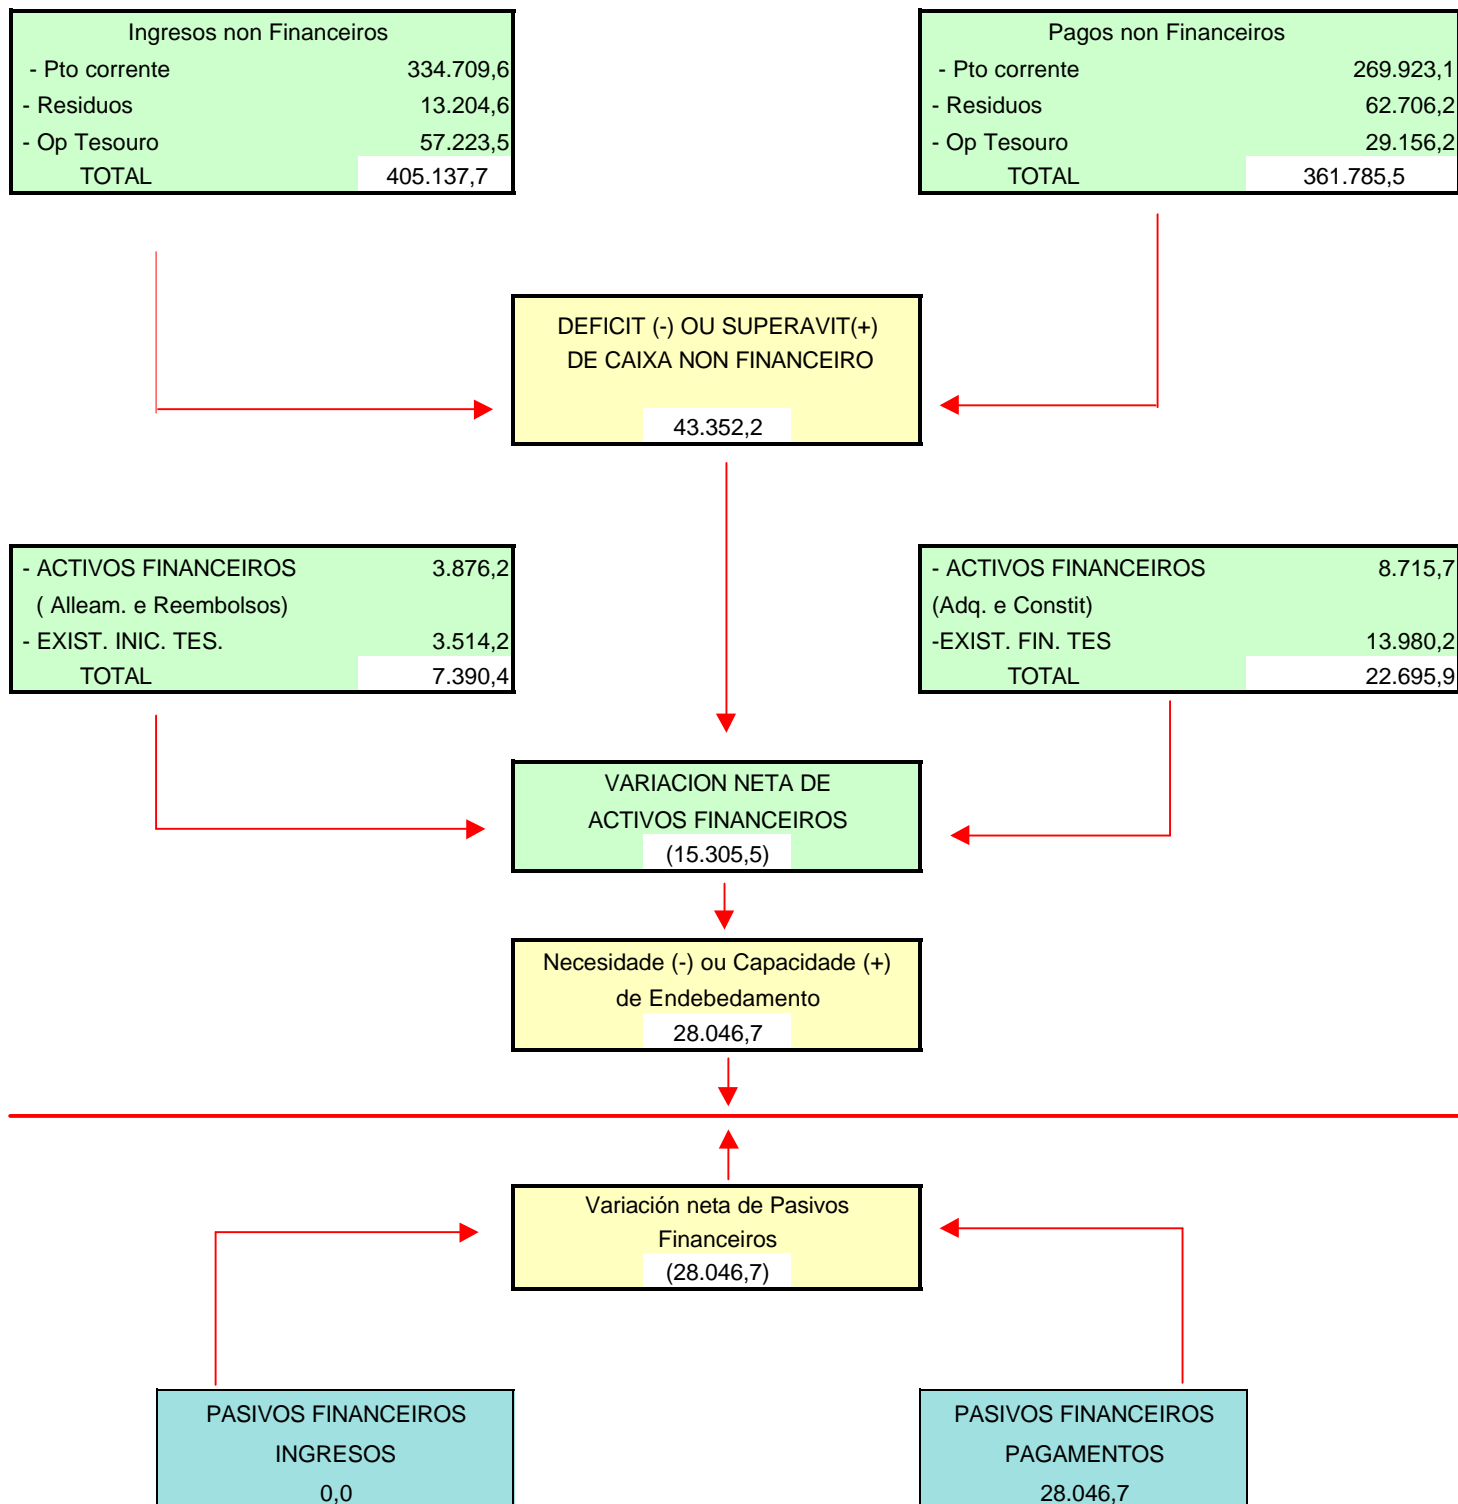 Ingresos non Financeiros
- Pto corrente 334.709,6
- Residuos 13.204,6
- Op Tesouro 57.223,5
TOTAL 405.137,7
Pagos non Financeiros
- Pto corrente 269.923,1
- Residuos 62.706,2
- Op Tesouro 29.156,2
TOTAL 361.785,5
DEFICIT (-) OU SUPERAVIT(+)
DE CAIXA NON FINANCEIRO
43.352,2
- ACTIVOS FINANCEIROS 3.876,2
( Alleam. e Reembolsos)
- EXIST. INIC. TES. 3.514,2
TOTAL 7.390,4
- ACTIVOS FINANCEIROS 8.715,7
(Adq. e Constit)
-EXIST. FIN. TES 13.980,2
TOTAL 22.695,9
VARIACION NETA DE
ACTIVOS FINANCEIROS
(15.305,5)
Necesidade (-) ou Capacidade (+)
de Endebedamento
28.046,7
Variación neta de Pasivos
Financeiros
(28.046,7)
PASIVOS FINANCEIROS
INGRESOS
0,0
PASIVOS FINANCEIROS
PAGAMENTOS
28.046,7